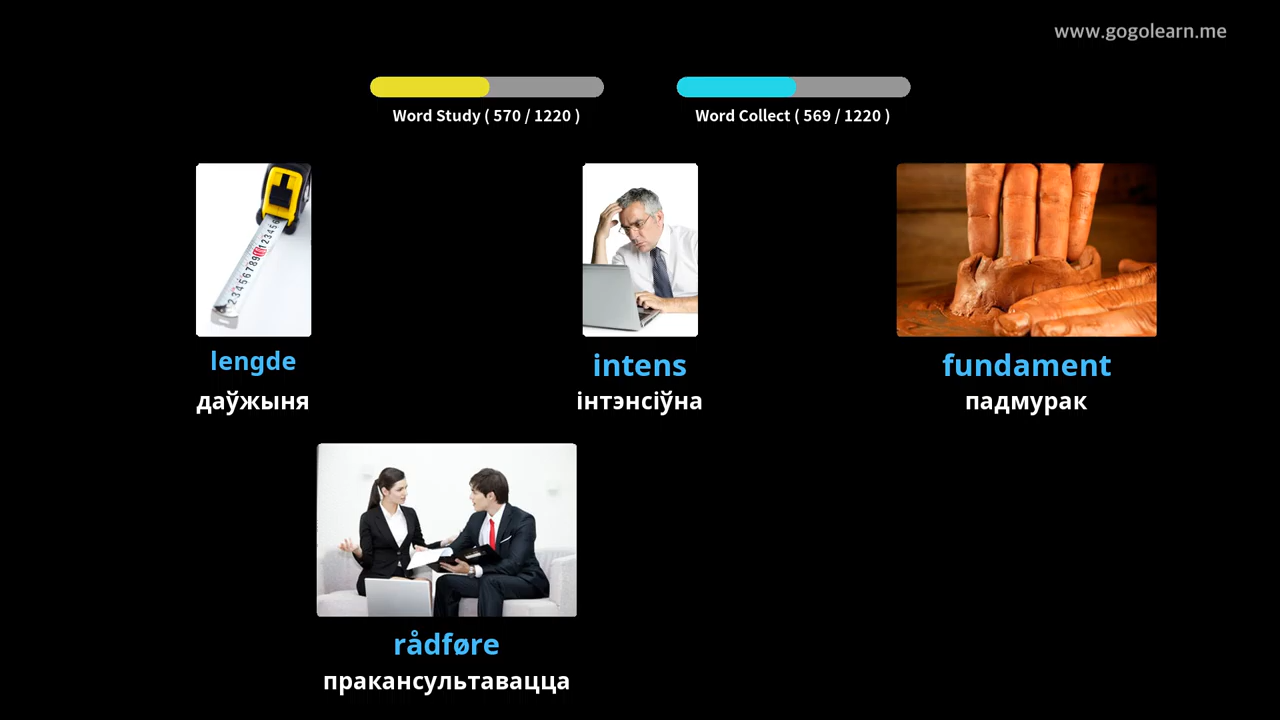 www.gogolearn.me
Word Study ( 570 / 1220 )
Word Collect ( 569 / 1220 )
lengde
даўжыня
intens
інтэнсіўна
fundament
падмурак
rådføre
пракансультавацца